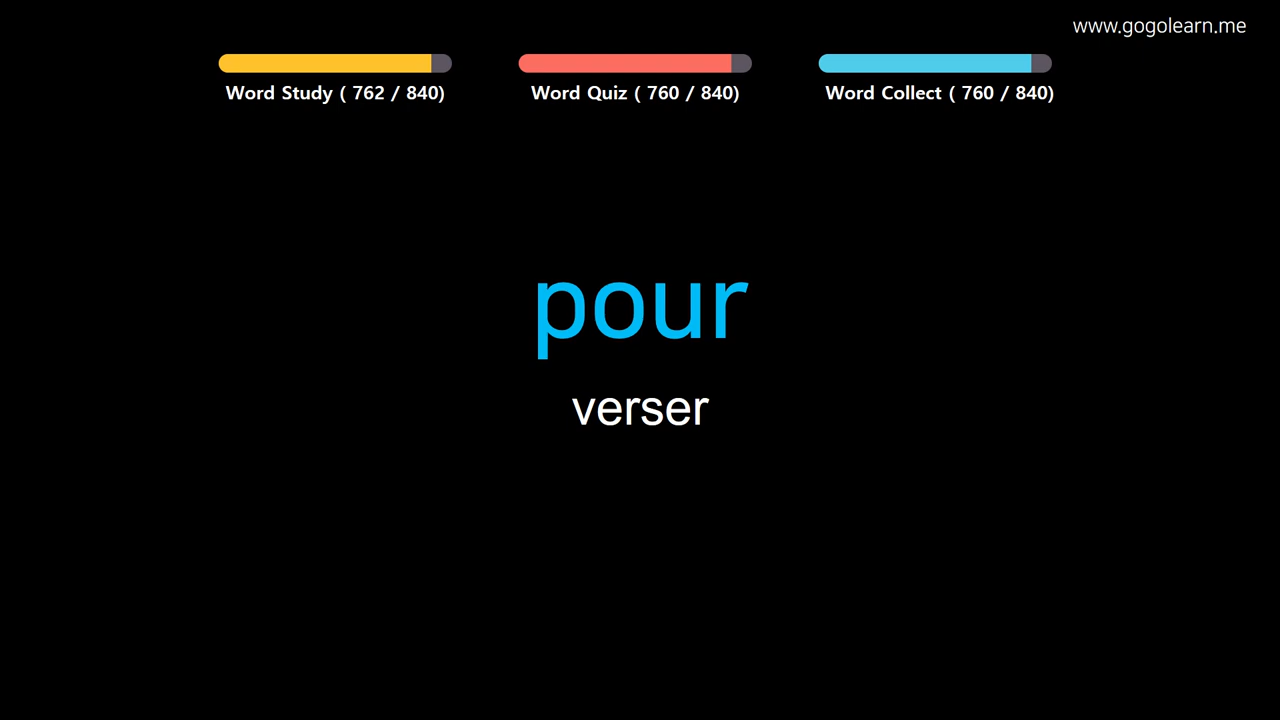 www.gogolearn.me
Word Study ( 762 / 840)
Word Quiz ( 760 / 840)
Word Collect ( 760 / 840)
pour
verser